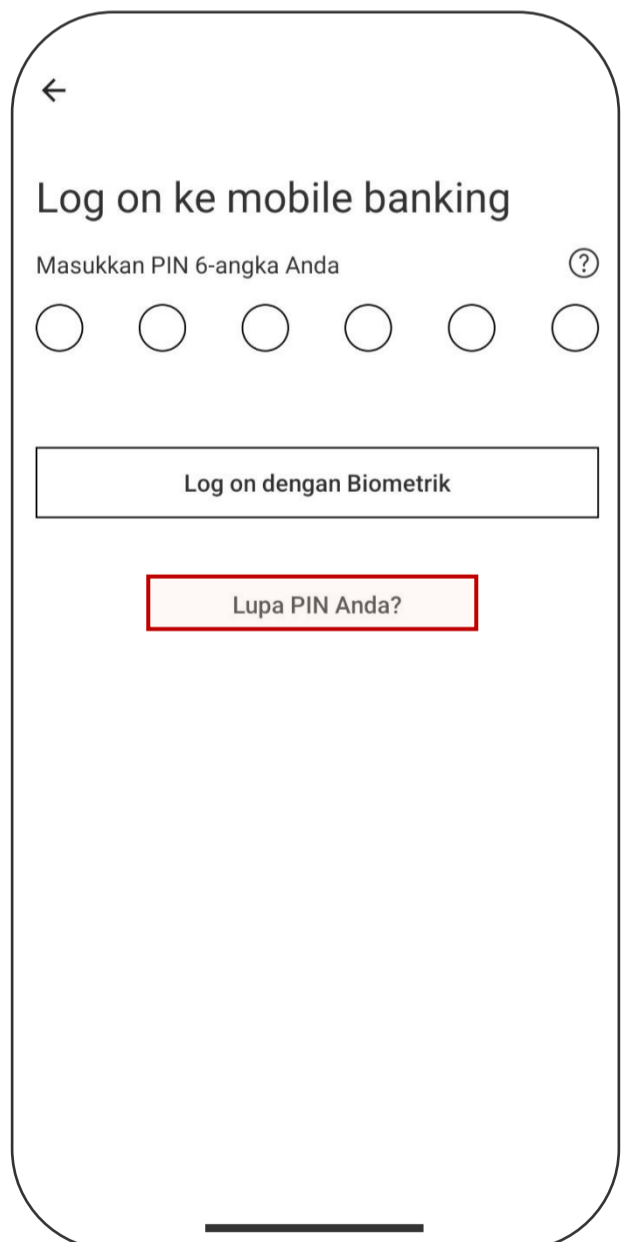 Log on ke mobile banking
Masukkan PIN 6-angka Anda
Log on dengan Biometrik
Lupa PIN Anda?